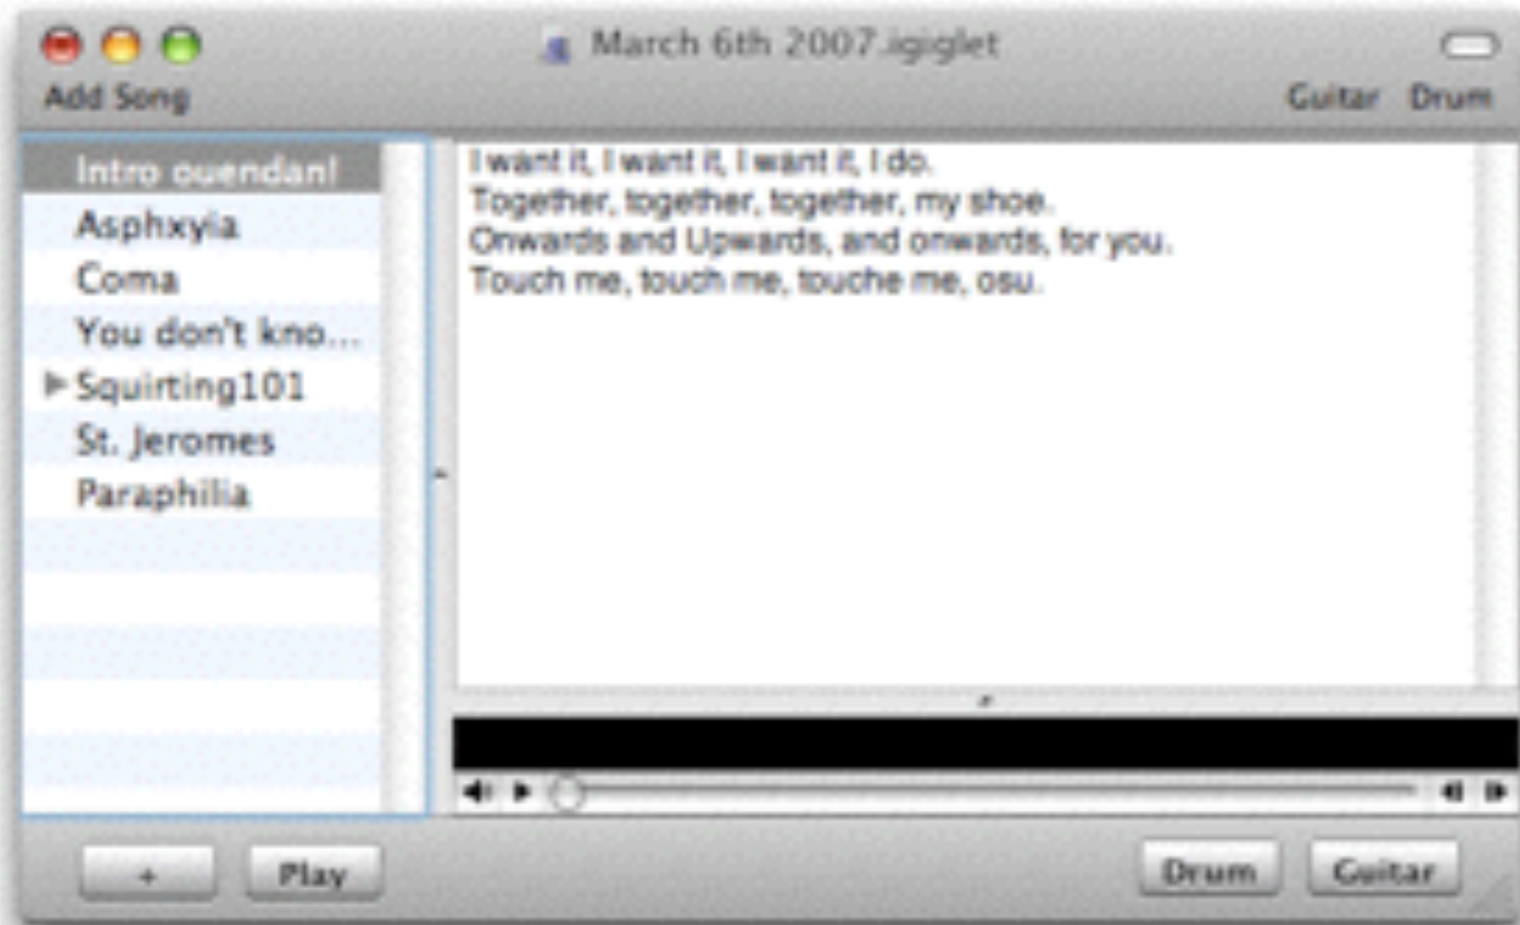 March 6th 2007.igiglet
Add Song
Guitar Drum
Intro ouendan!
Asphxyia
Coma
You don't kno...
Squirting101
St. Jeromes
Paraphilia
I want it, I want it, I want it, I do.
Together, together, together, my shoe.
Onwards and Upwards, and onwards, for you.
Touch me, touch me, touche me, osu.
+ Play
Drum Guitar